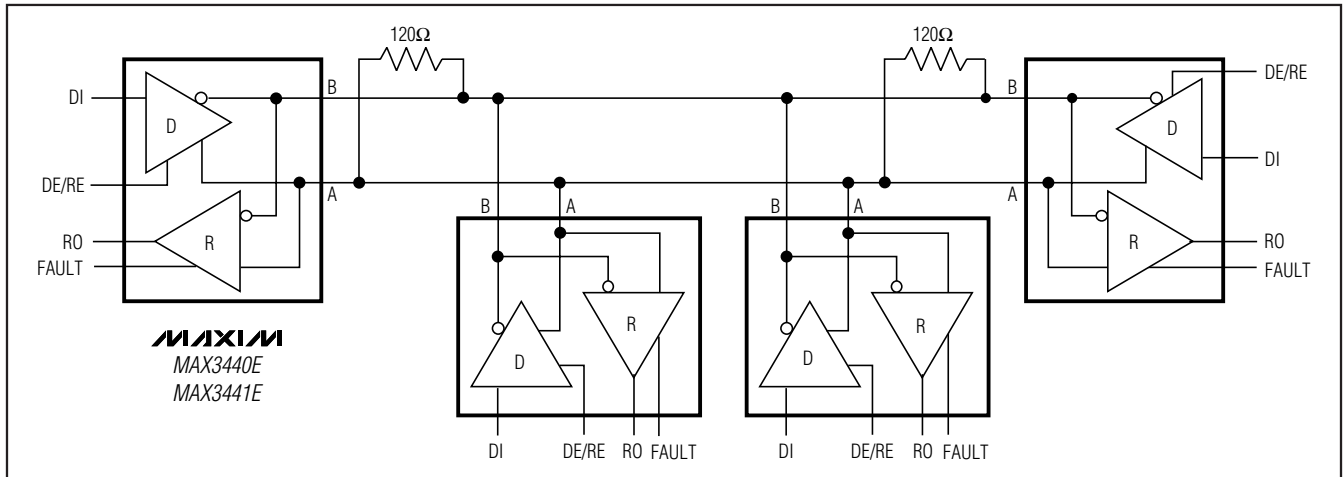 120Ω 120Ω
DI B B DE/RE
D D
DI
DE/RE A A
B A B A
RO R R RO
FAULT FAULT
R R
D D
MAXIM
MAX3440E
MAX3441E
DI DE/RE RO FAULT DI DE/RE RO FAULT